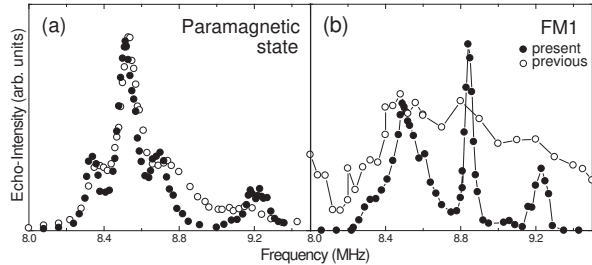 (a) Paramagnetic
state
(b) FM1
present
previous
Echo-Intensity (arb. units)
8.0 8.4 8.8 9.2 8.0 8.4 8.8 9.2
Frequency (MHz)